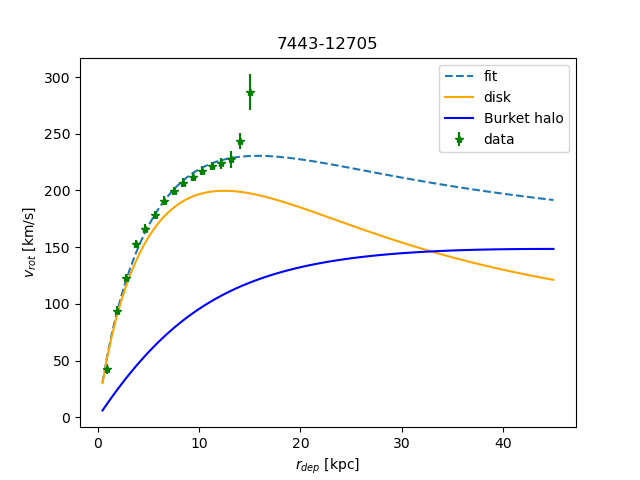 7443-12705
300
250
200
150
100
50
0
v_rot [km/s]
fit
disk
Burket halo
data
0 10 20 30 40
r_dep [kpc]